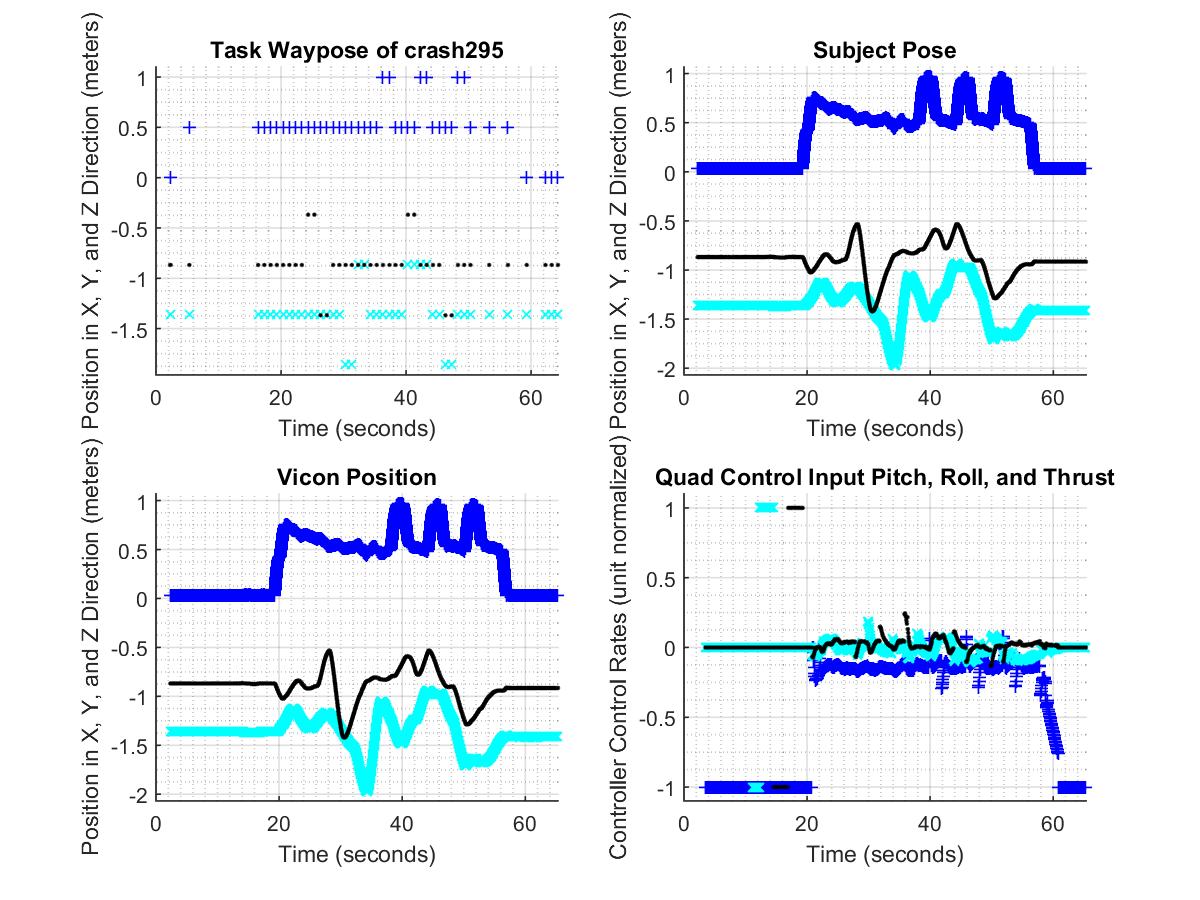 Task Waypose of crash295
Position in X, Y, and Z Direction (meters)
1
0.5
0
-0.5
-1
-1.5
0 20 40 60
Time (seconds)
Subject Pose
Position in X, Y, and Z Direction (meters)
1
0.5
0
-0.5
-1
-1.5
-2
0 20 40 60
Time (seconds)
Vicon Position
Position in X, Y, and Z Direction (meters)
1
0.5
0
-0.5
-1
-1.5
-2
0 20 40 60
Time (seconds)
Quad Control Input Pitch, Roll, and Thrust
Controller Control Rates (unit normalized)
1
0.5
0
-0.5
-1
0 20 40 60
Time (seconds)